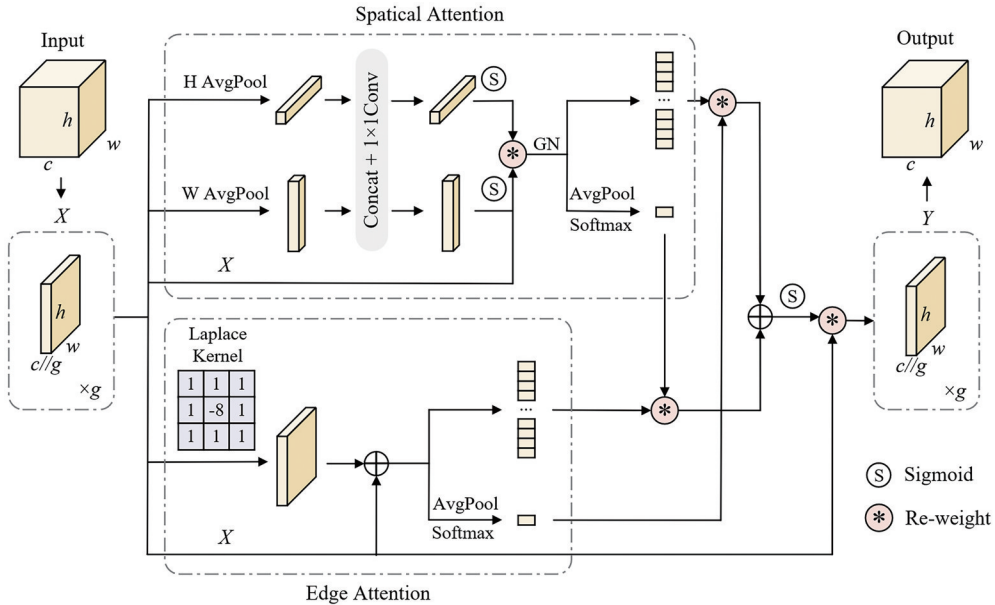 Spatical Attention
Input
Output
H AvgPool
S
h
w
c
Concat + 1×1Conv
...
*
*
GN
h
w
c
X
W AvgPool
S
AvgPool
Softmax
Y
X
h
w
c//g
×g
Laplace
Kernel
1 1 1
1 -8 1
1 1 1
S
*
h
w
c//g
×g
...
*
AvgPool
Softmax
X
S Sigmoid
* Re-weight
Edge Attention